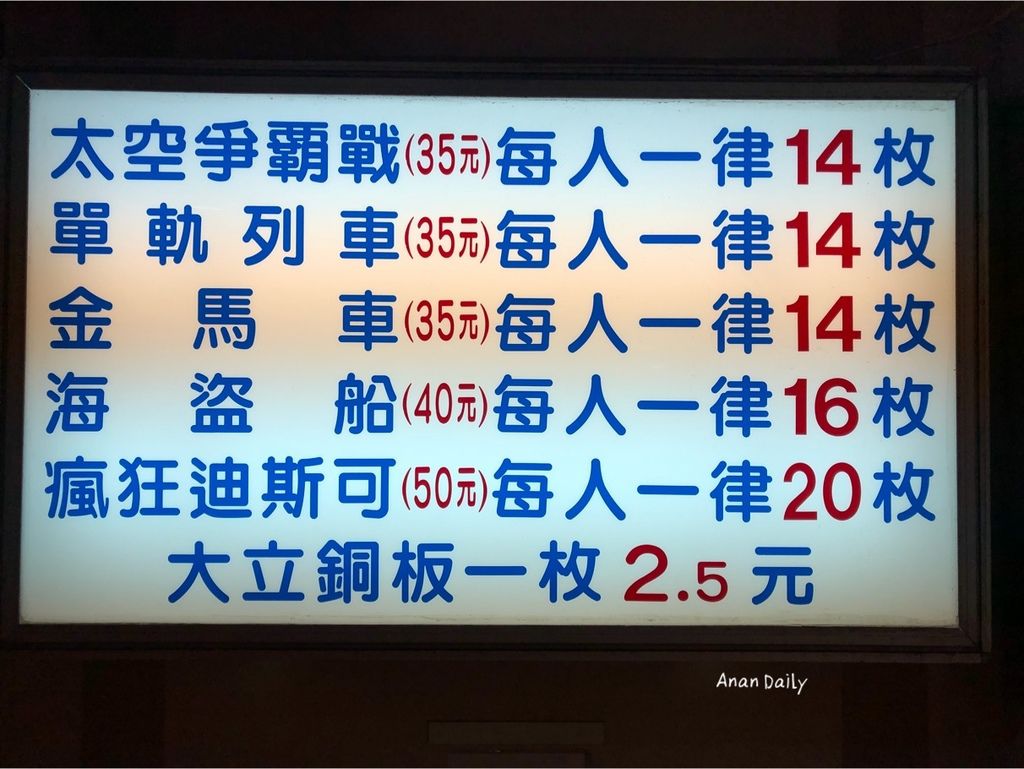 太空爭霸戰(35元)每人一律14枚
單軌列車(35元)每人一律14枚
金馬車(35元)每人一律14枚
海盜船(40元)每人一律16枚
瘋狂迪斯可(50元)每人一律20枚
大立銅板一枚2.5元
Anan Daily